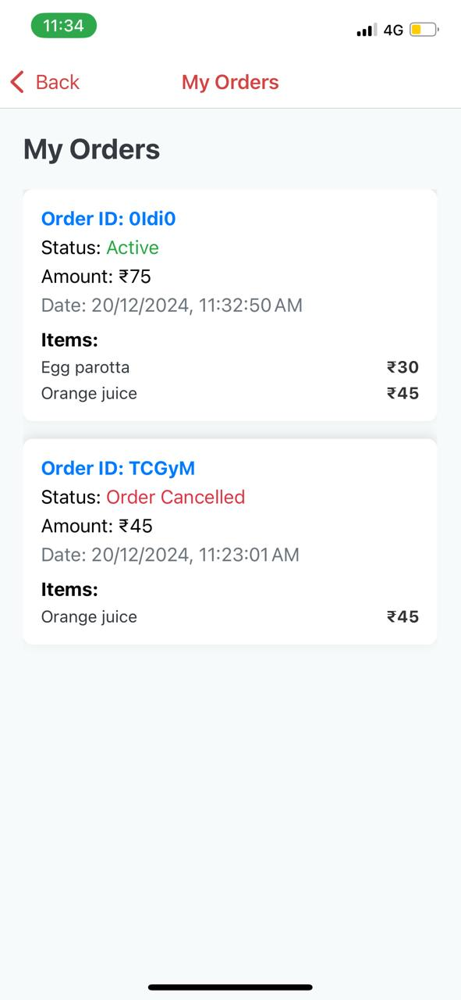 11:34 4G
Back My Orders
My Orders
Order ID: 0Idi0
Status: Active
Amount: ₹75
Date: 20/12/2024, 11:32:50 AM
Items:
Egg parotta ₹30
Orange juice ₹45
Order ID: TCGyM
Status: Order Cancelled
Amount: ₹45
Date: 20/12/2024, 11:23:01 AM
Items:
Orange juice ₹45